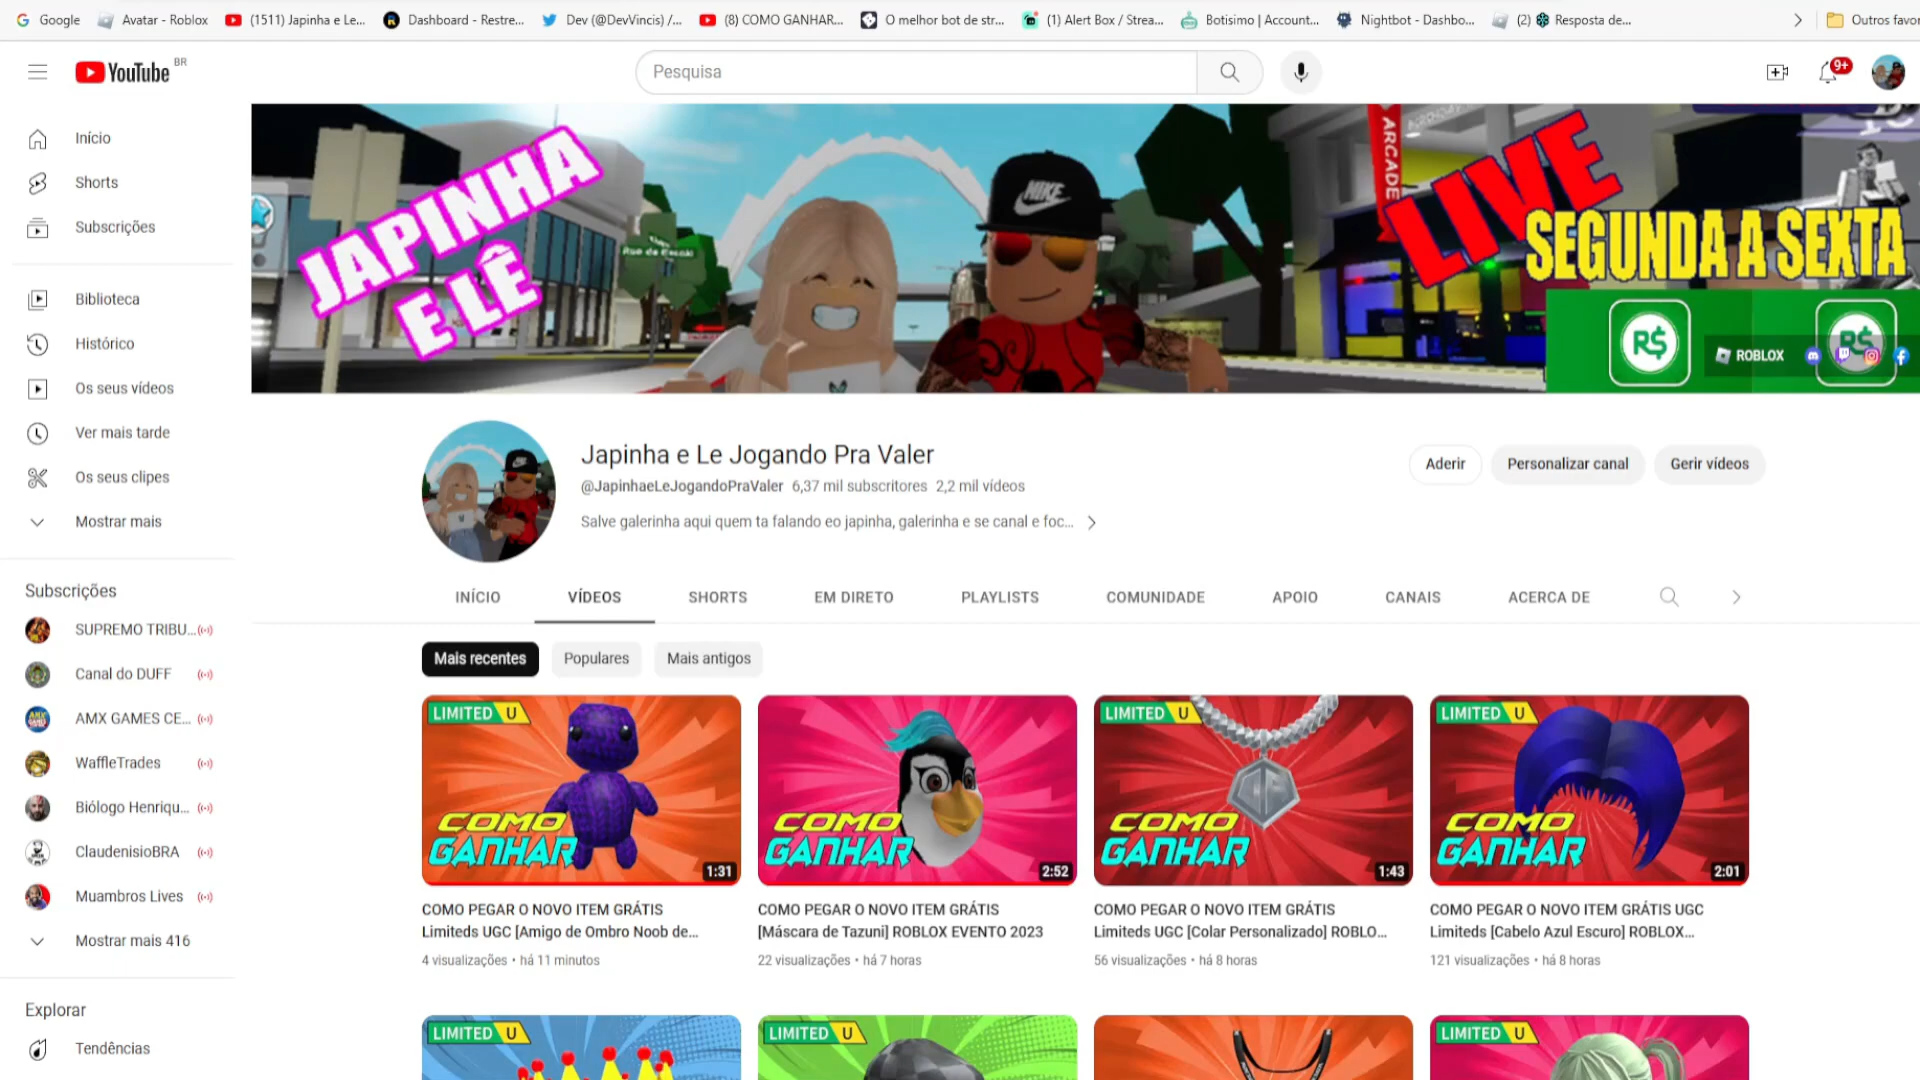 Google
Avatar - Roblox
(1511) Japinha e Le...
Dashboard - Restre...
Dev (@DevVincis) /...
(8) COMO GANHAR...
O melhor bot de str...
(1) Alert Box / Strea...
Botisimo | Account...
Nightbot - Dashbo...
(2)
Resposta de...
Outros favor
YouTube BR
Pesquisa
9+
Início
Shorts
Subscrições
Biblioteca
Histórico
Os seus vídeos
Ver mais tarde
Os seus clipes
Mostrar mais
Subscrições
SUPREMO TRIBU...
Canal do DUFF
AMX GAMES CE...
WaffleTrades
Biólogo Henriqu...
ClaudenisioBRA
Muambros Lives
Mostrar mais 416
Explorar
Tendências
JAPINHA
E LÊ
NIKE
ARCADE
LIVE
SEGUNDA A SEXTA
R$
R$
ROBLOX
Japinha e Le Jogando Pra Valer
@JapinhaeLeJogandoPraValer 6,37 mil subscritores 2,2 mil vídeos
Salve galerinha aqui quem ta falando eo japinha, galerinha e se canal e foc...
Aderir
Personalizar canal
Gerir vídeos
INÍCIO
VÍDEOS
SHORTS
EM DIRETO
PLAYLISTS
COMUNIDADE
APOIO
CANAIS
ACERCA DE
Mais recentes
Populares
Mais antigos
LIMITED U
COMO
GANHAR
1:31
COMO PEGAR O NOVO ITEM GRÁTIS
Limiteds UGC [Amigo de Ombro Noob de...
4 visualizações • há 11 minutos
COMO
GANHAR
2:52
COMO PEGAR O NOVO ITEM GRÁTIS
[Máscara de Tazuni] ROBLOX EVENTO 2023
22 visualizações • há 7 horas
LIMITED U
COMO
GANHAR
1:43
COMO PEGAR O NOVO ITEM GRÁTIS
Limiteds UGC [Colar Personalizado] ROBLO...
56 visualizações • há 8 horas
LIMITED U
COMO
GANHAR
2:01
COMO PEGAR O NOVO ITEM GRÁTIS UGC
Limiteds [Cabelo Azul Escuro] ROBLOX...
121 visualizações • há 8 horas
LIMITED U
LIMITED U
LIMITED U